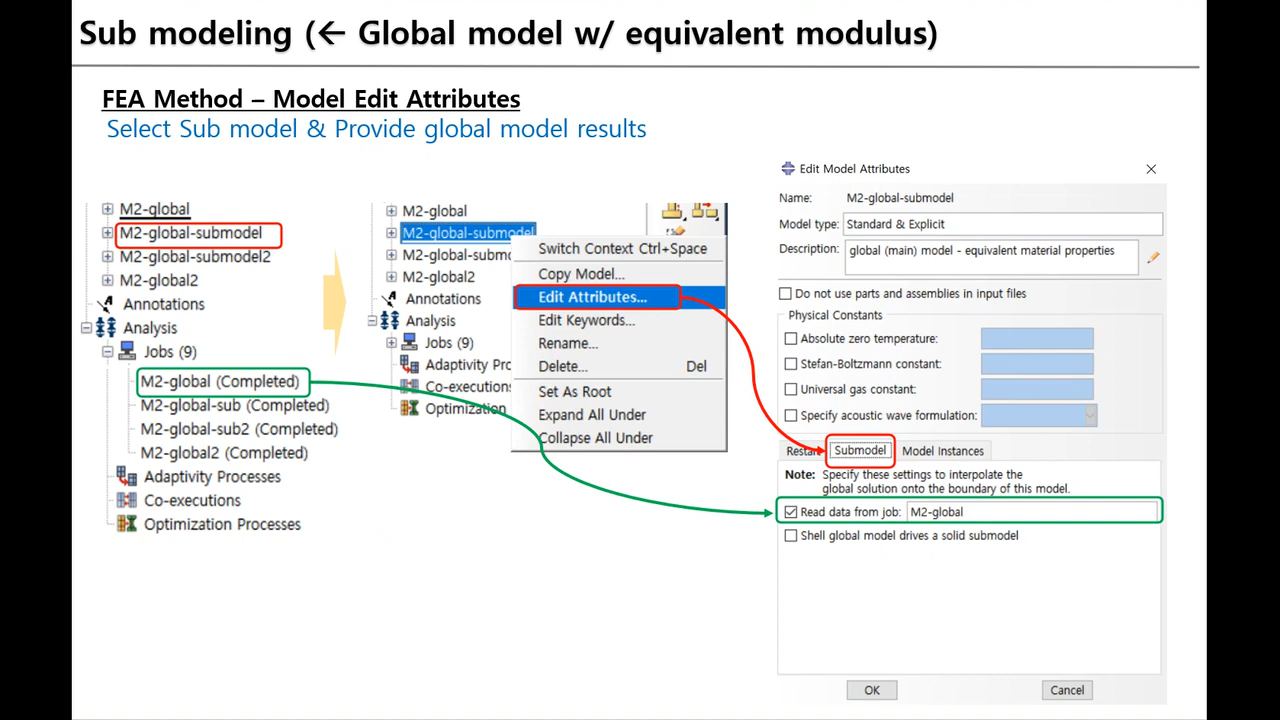 Sub modeling (← Global model w/ equivalent modulus)
FEA Method – Model Edit Attributes
Select Sub model & Provide global model results
M2-global
M2-global-submodel
M2-global-submodel2
M2-global2
Annotations
Analysis
Jobs (9)
M2-global (Completed)
M2-global-sub (Completed)
M2-global-sub2 (Completed)
M2-global2 (Completed)
Adaptivity Processes
Co-executions
Optimization Processes
M2-global
M2-global-submodel
M2-global-submo
M2-global2
Annotations
Analysis
Jobs (9)
Adaptivity Pro
Co-executions
Optimization
Switch Context Ctrl+Space
Copy Model...
Edit Attributes...
Edit Keywords...
Rename...
Delete... Del
Set As Root
Expand All Under
Collapse All Under
Edit Model Attributes
Name: M2-global-submodel
Model type: Standard & Explicit
Description: global (main) model - equivalent material properties
Do not use parts and assemblies in input files
Physical Constants
Absolute zero temperature:
Stefan-Boltzmann constant:
Universal gas constant:
Specify acoustic wave formulation:
Restart Submodel Model Instances
Note: Specify these settings to interpolate the
global solution onto the boundary of this model.
Read data from job: M2-global
Shell global model drives a solid submodel
OK Cancel